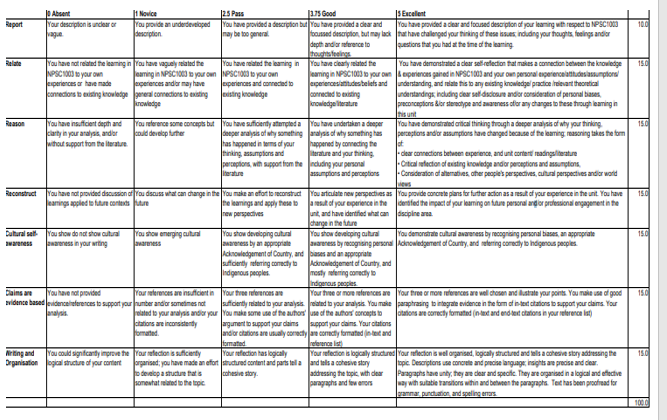 0 Absent
1 Novice
2.5 Pass
3.75 Good
5 Excellent
Report
Your description is unclear or
vague.
You provide an underdeveloped
description.
You have provided a description but
may be too general.
You have provided a clear and
focussed description, but may lack
depth and/or reference to
thoughts/feelings.
You have provided a clear and focused description of your learning with respect to NPSC1003
that have challenged your thinking of these issues; including your thoughts, feelings and/or
questions that you had at the time of the learning.
10.0
Relate
You have not related the learning in
NPSC1003 to your own
experiences or have made
connections to existing knowledge
You have vaguely related the
learning in NPSC1003 to your own
experiences and/or may have
general connections to existing
knowledge
You have related the learning in
NPSC1003 to your own
experiences and connected to
existing knowledge
You have clearly related the
learning in NPSC1003 to your own
experiences/attitudes/beliefs and
connected to existing
knowledge/literature
You have demonstrated a clear self-reflection that makes a connection between the knowledge
& experiences gained in NPSC1003 and your own personal experience/attitudes/assumptions/
understanding, and relate this to any existing knowledge/ practice /relevant theoretical
understandings; including clear self-disclosure and/or consideration of personal biases,
preconceptions &/or stereotype and awareness of/or any changes to these through learning in
this unit
15.0
Reason
You have insufficient depth and
clarity in your analysis, and/or
without support from the literature.
You reference some concepts but
could develop further
You have sufficiently attempted a
deeper analysis of why something
has happened in terms of your
thinking, assumptions and
perceptions, with support from the
literature
You have undertaken a deeper
analysis of why something has
happened by connecting the
literature and your thinking,
including your personal
assumptions and perceptions
You have demonstrated critical thinking through a deeper analysis of why your thinking,
perceptions and/or assumptions have changed because of the learning; reasoning takes the form
of:
• clear connections between experience, and unit content/ readings/literature
• Critical reflection of existing knowledge and/or perceptions and assumptions,
• Consideration of alternatives, other people's perspectives, cultural perspectives and/or world
views
15.0
Reconstruct
You have not provided discussion of
learnings applied to future contexts
You discuss what can change in the
future
You make an effort to reconstruct
the learnings and apply these to
new perspectives
You articulate new perspectives as
a result of your experience in the
unit, and have identified what can
change in the future
You provide concrete plans for further action as a result of your experience in the unit. You have
identified the impact of your learning on future personal and/or professional engagement in the
discipline area.
15.0
Cultural self-
awareness
You show do not show cultural
awareness in your writing
You show emerging cultural
awareness
You show developing cultural
awareness by an appropriate
Acknowledgement of Country, and
sufficiently referring correctly to
Indigenous peoples.
You show developing cultural
awareness by recognising personal
biases and an appropriate
Acknowledgement of Country, and
mostly referring correctly to
Indigenous peoples.
You demonstrate cultural awareness by recognising personal biases, an appropriate
Acknowledgement of Country, and referring correctly to Indigenous peoples.
15.0
Claims are
evidence based
You have not provided
evidence/references to support your
analysis.
Your references are insufficient in
number and/or sometimes not
related to your analysis and/or your
citations are inconsistently
formatted.
Your three references are
sufficiently related to your analysis.
You make some use of the authors'
argument to support your claims
and/or citations are usually correctly
formatted.
Your three or more references are
related to your analysis. You make
use of the authors' concepts to
support your claims. Your citations
are correctly formatted (in-text and
reference list)
Your three or more references are well chosen and illustrate your points. You make use of good
paraphrasing to integrate evidence in the form of in-text citations to support your claims. Your
citations are correctly formatted (in-text and end-text citations in your reference list)
15.0
Writing and
Organisation
You could significantly improve the
logical structure of your content
Your reflection is sufficiently
organised; you have made an effort
to develop a structure that is
somewhat related to the topic.
Your reflection has logically
structured content and parts tell a
cohesive story.
Your reflection is logically structured
and tells a cohesive story
addressing the topic, with clear
paragraphs and few errors
Your reflection is well organised, logically structured and tells a cohesive story addressing the
topic. Descriptions use concrete and precise language; insights are precise and clear.
Paragraphs have unity; they are clear and specific. They are organised in a logical and effective
way with suitable transitions within and between the paragraphs. Text has been proofread for
grammar, punctuation, and spelling errors.
15.0
100.0